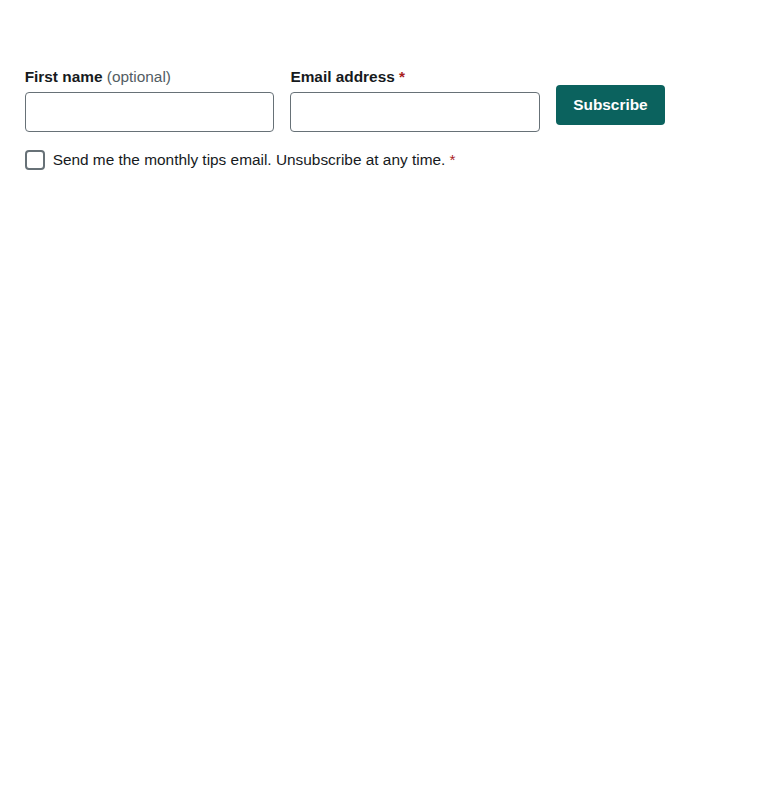 First name (optional)
Email address *
Subscribe
Send me the monthly tips email. Unsubscribe at any time. *